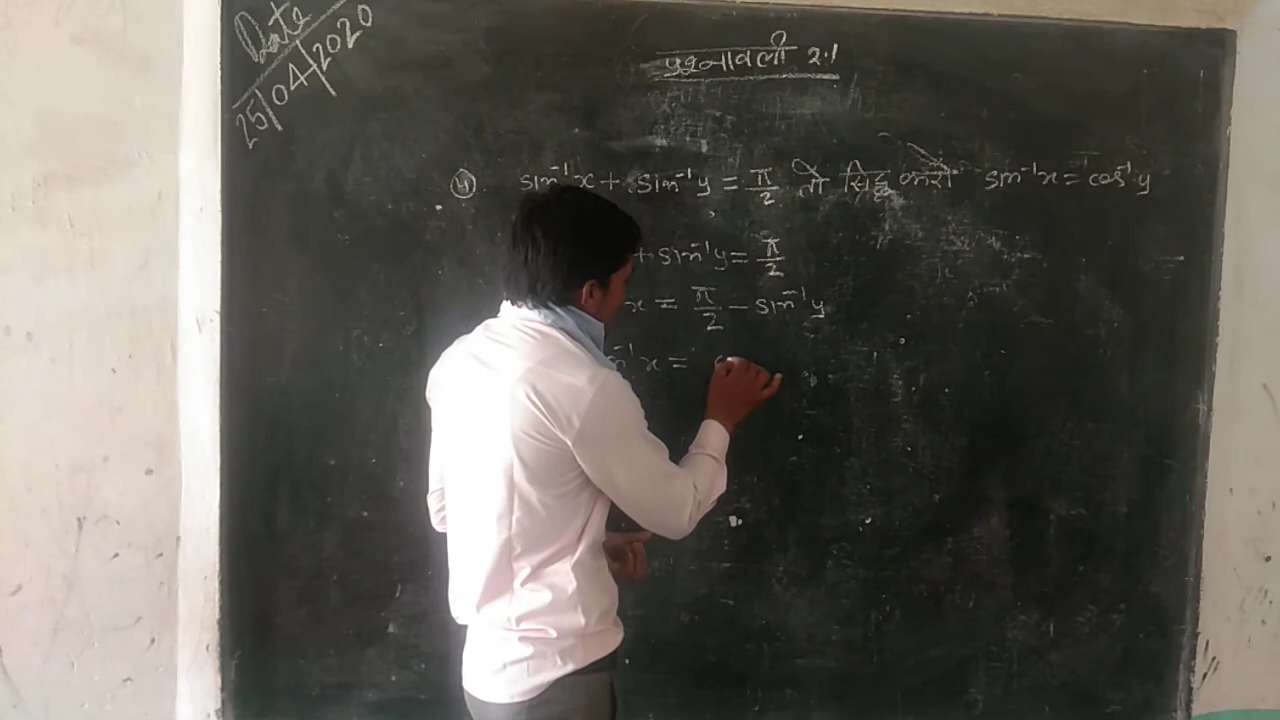 Date
25/04/2020
प्रश्नावली 2.1
(4) sin⁻¹x + sin⁻¹y = π/2 तो सिद्ध करो sin⁻¹x = cos⁻¹y
+ sin⁻¹y = π/2
x = π/2 - sin⁻¹y
n⁻¹x =